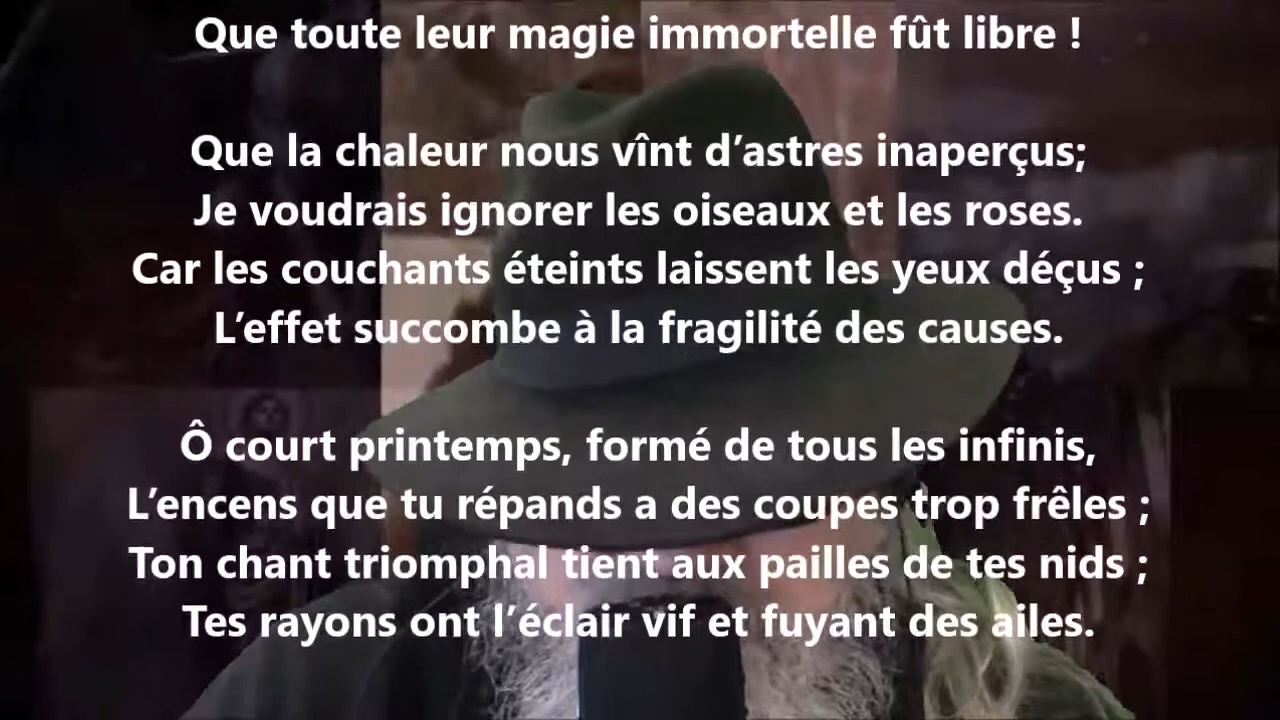 Que toute leur magie immortelle fût libre !
Que la chaleur nous vînt d’astres inaperçus;
Je voudrais ignorer les oiseaux et les roses.
Car les couchants éteints laissent les yeux déçus ;
L’effet succombe à la fragilité des causes.
Ô court printemps, formé de tous les infinis,
L’encens que tu répands a des coupes trop frêles ;
Ton chant triomphal tient aux pailles de tes nids ;
Tes rayons ont l’éclair vif et fuyant des ailes.